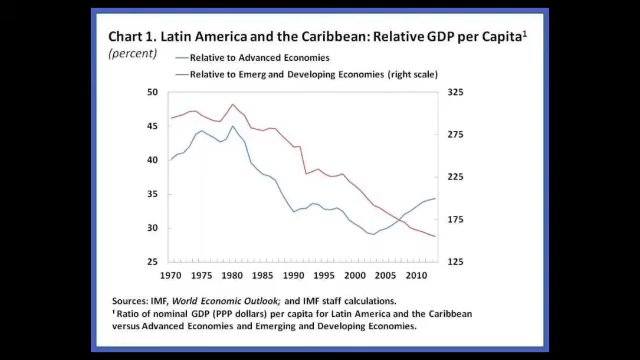 Chart 1. Latin America and the Caribbean: Relative GDP per Capita¹
(percent)
Relative to Advanced Economies
Relative to Emerg and Developing Economies (right scale)
50 325
45 275
40
35 225
30 175
25 125
1970 1975 1980 1985 1990 1995 2000 2005 2010
Sources: IMF, World Economic Outlook; and IMF staff calculations.
¹ Ratio of nominal GDP (PPP dollars) per capita for Latin America and the Caribbean
versus Advanced Economies and Emerging and Developing Economies.